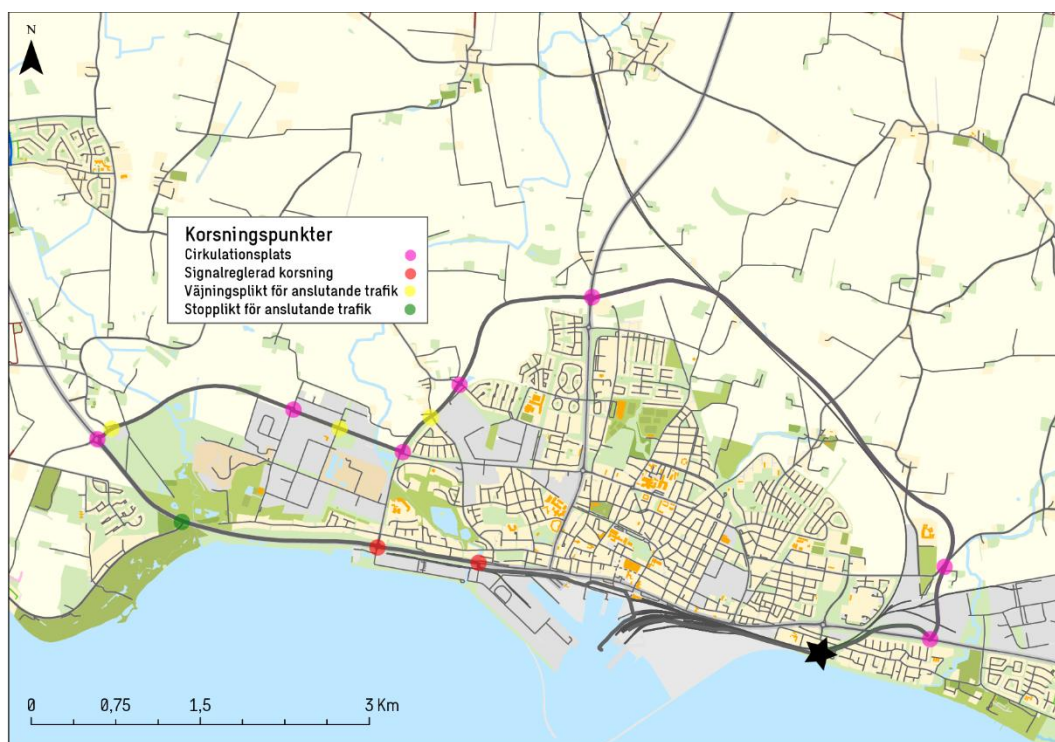 N
Korsningspunkter
Cirkulationsplats
Signalreglerad korsning
Väjningsplikt för anslutande trafik
Stopplikt för anslutande trafik
0 0,75 1,5 3 Km